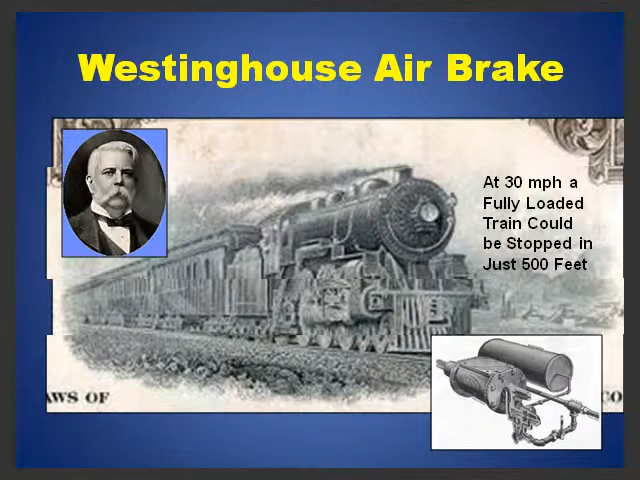 Westinghouse Air Brake
At 30 mph a
Fully Loaded
Train Could
be Stopped in
Just 500 Feet
AWS OF
CO